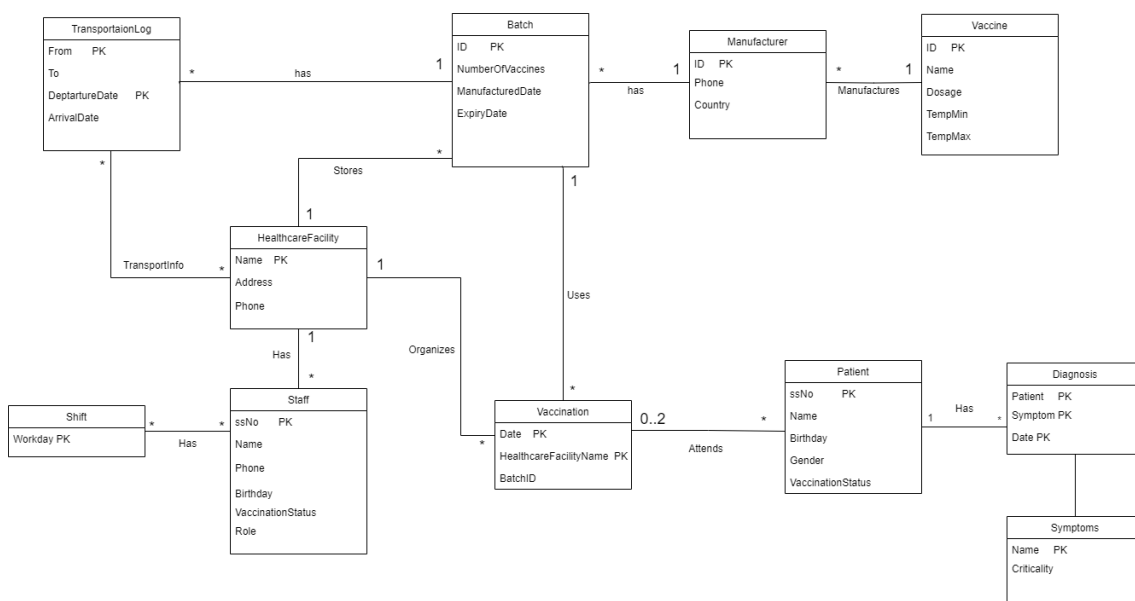 TransportaionLog
From PK
To
DeptartureDate PK
ArrivalDate
*
has
1
Batch
ID PK
NumberOfVaccines
ManufacturedDate
ExpiryDate
*
has
1
Manufacturer
ID PK
Phone
Country
*
Manufactures
1
Vaccine
ID PK
Name
Dosage
TempMin
TempMax
*
TransportInfo
*
*
Stores
1
HealthcareFacility
Name PK
Address
Phone
1
Organizes
*
1
Uses
*
1
Has
*
Shift
Workday PK
*
Has
*
Staff
ssNo PK
Name
Phone
Birthday
VaccinationStatus
Role
Vaccination
Date PK
HealthcareFacilityName PK
BatchID
0..2
Attends
*
Patient
ssNo PK
Name
Birthday
Gender
VaccinationStatus
1
Has
*
Diagnosis
Patient PK
Symptom PK
Date PK
Symptoms
Name PK
Criticality